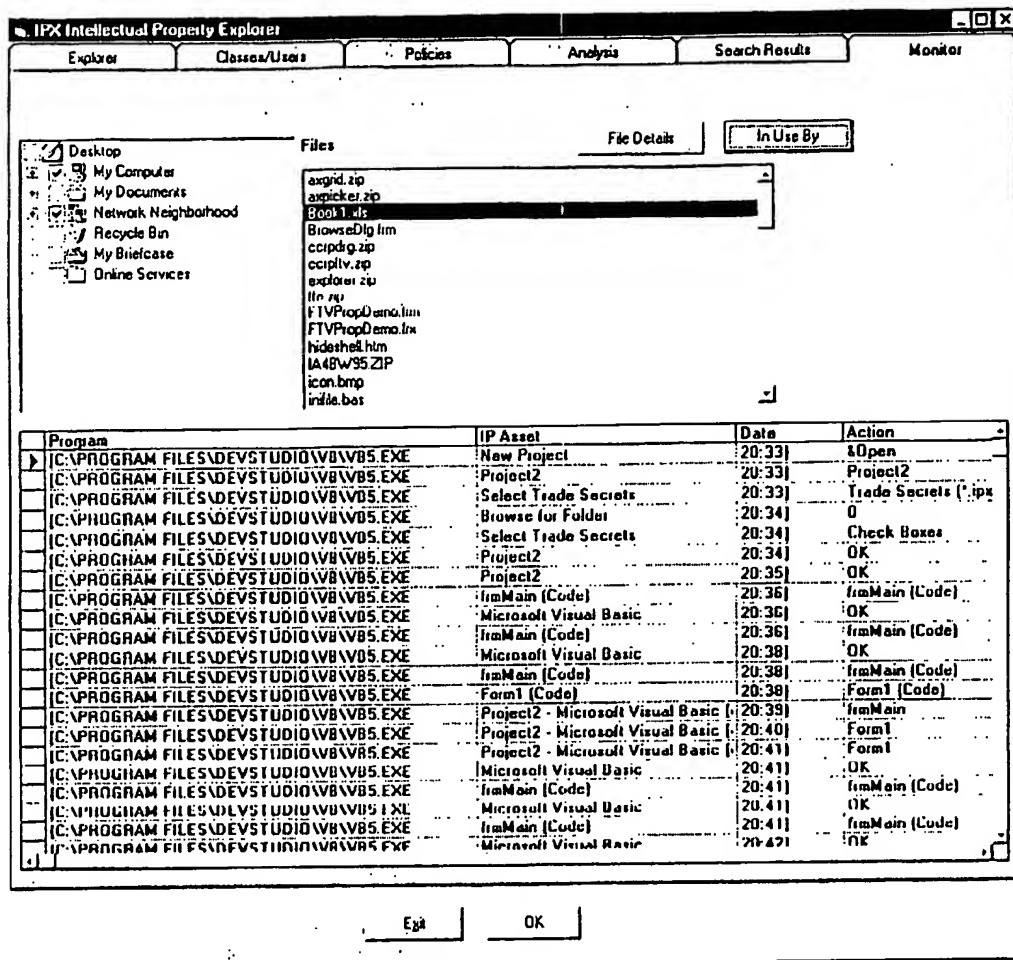 IPX Intellectual Property Explorer
Explorer Classes/Users Policies Analysis Search Results Monitor
Files File Details In Use By
Desktop
My Computer
My Documents
Network Neighborhood
Recycle Bin
My Briefcase
Online Services
axgrid.zip
axpicker.zip
Book1.xls
BrowseDlg.frm
ccrpdrg.zip
ccrpltv.zip
explorer.zip
FTVPropDemo.frm
FTVPropDemo.frx
hideshell.htm
IA4BW95.ZIP
icon.bmp
inifile.bas
Program IP Asset Date Action
[C:\PROGRAM FILES\DEVSTUDIO\VB\VB5.EXE New Project 20:33] &Open
[C:\PROGRAM FILES\DEVSTUDIO\VB\VB5.EXE Project2 20:33] Project2
[C:\PROGRAM FILES\DEVSTUDIO\VB\VB5.EXE Select Trade Secrets 20:33] Trade Secrets (*.ipx
[C:\PROGRAM FILES\DEVSTUDIO\VB\VB5.EXE Browse for Folder 20:34] 0
[C:\PROGRAM FILES\DEVSTUDIO\VB\VB5.EXE Select Trade Secrets 20:34] Check Boxes
[C:\PROGRAM FILES\DEVSTUDIO\VB\VB5.EXE Project2 20:34] OK
[C:\PROGRAM FILES\DEVSTUDIO\VB\VB5.EXE Project2 20:35] OK
[C:\PROGRAM FILES\DEVSTUDIO\VB\VB5.EXE frmMain (Code) 20:36] frmMain (Code)
[C:\PROGRAM FILES\DEVSTUDIO\VB\VB5.EXE Microsoft Visual Basic 20:36] OK
[C:\PROGRAM FILES\DEVSTUDIO\VB\VB5.EXE frmMain (Code) 20:36] frmMain (Code)
[C:\PROGRAM FILES\DEVSTUDIO\VB\VB5.EXE Microsoft Visual Basic 20:38] OK
[C:\PROGRAM FILES\DEVSTUDIO\VB\VB5.EXE frmMain (Code) 20:38] frmMain (Code)
[C:\PROGRAM FILES\DEVSTUDIO\VB\VB5.EXE Form1 (Code) 20:38] Form1 (Code)
[C:\PROGRAM FILES\DEVSTUDIO\VB\VB5.EXE Project2 - Microsoft Visual Basic [ 20:39] frmMain
[C:\PROGRAM FILES\DEVSTUDIO\VB\VB5.EXE Project2 - Microsoft Visual Basic [ 20:40] Form1
[C:\PROGRAM FILES\DEVSTUDIO\VB\VB5.EXE Project2 - Microsoft Visual Basic [ 20:41] Form1
[C:\PROGRAM FILES\DEVSTUDIO\VB\VB5.EXE Microsoft Visual Basic 20:41] OK
[C:\PROGRAM FILES\DEVSTUDIO\VB\VB5.EXE frmMain (Code) 20:41] frmMain (Code)
[C:\PROGRAM FILES\DEVSTUDIO\VB\VB5.EXE Microsoft Visual Basic 20:41] OK
[C:\PROGRAM FILES\DEVSTUDIO\VB\VB5.EXE frmMain (Code) 20:41] frmMain (Code)
[C:\PROGRAM FILES\DEVSTUDIO\VB\VB5.EXE Microsoft Visual Basic 20:42] OK
Exit OK